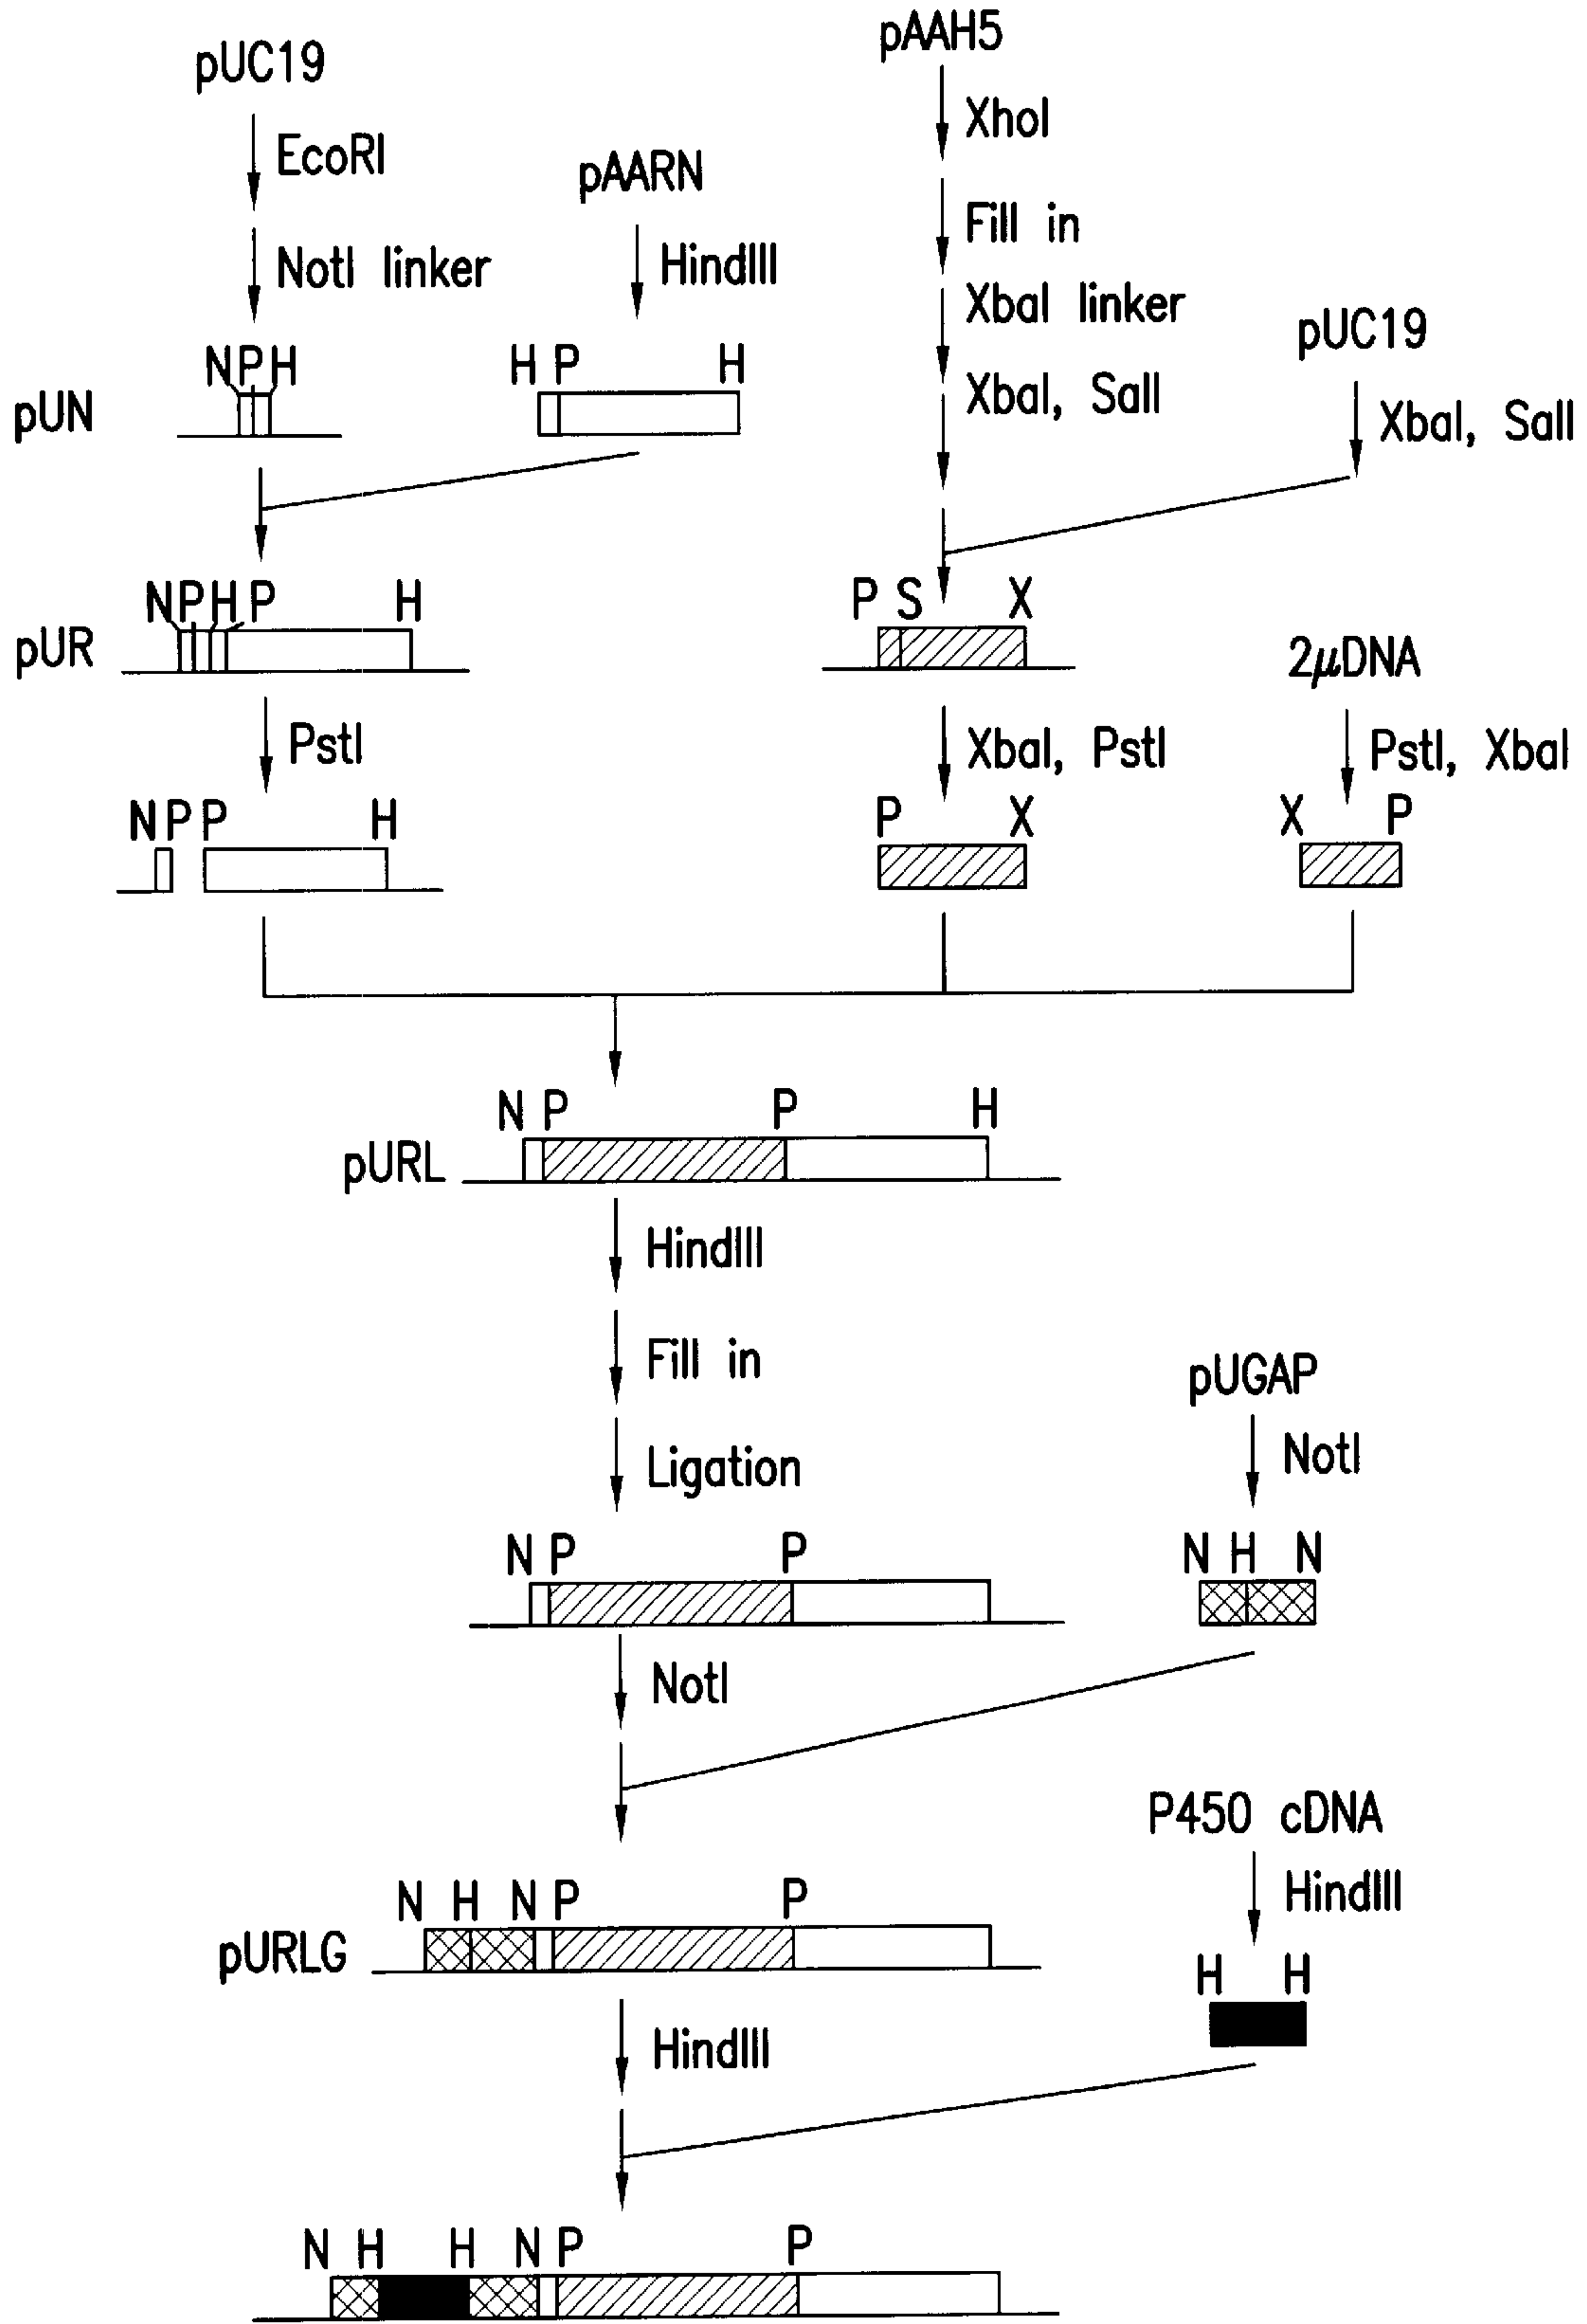 pUC19
EcoRI
NotI linker
pAARN
HindIII
pAAH5
XhoI
Fill in
XbaI linker
XbaI, SalI
pUC19
XbaI, SalI
pUN
N P H
H P H
pUR
N P H P H
P S X
2μDNA
PstI
XbaI, PstI
PstI, XbaI
N P P H
P X
X P
pURL
N P P H
HindIII
Fill in
Ligation
pUGAP
NotI
N P P
N H N
NotI
P450 cDNA
HindIII
pURLG
N H N P P
H H
HindIII
N H H N P P